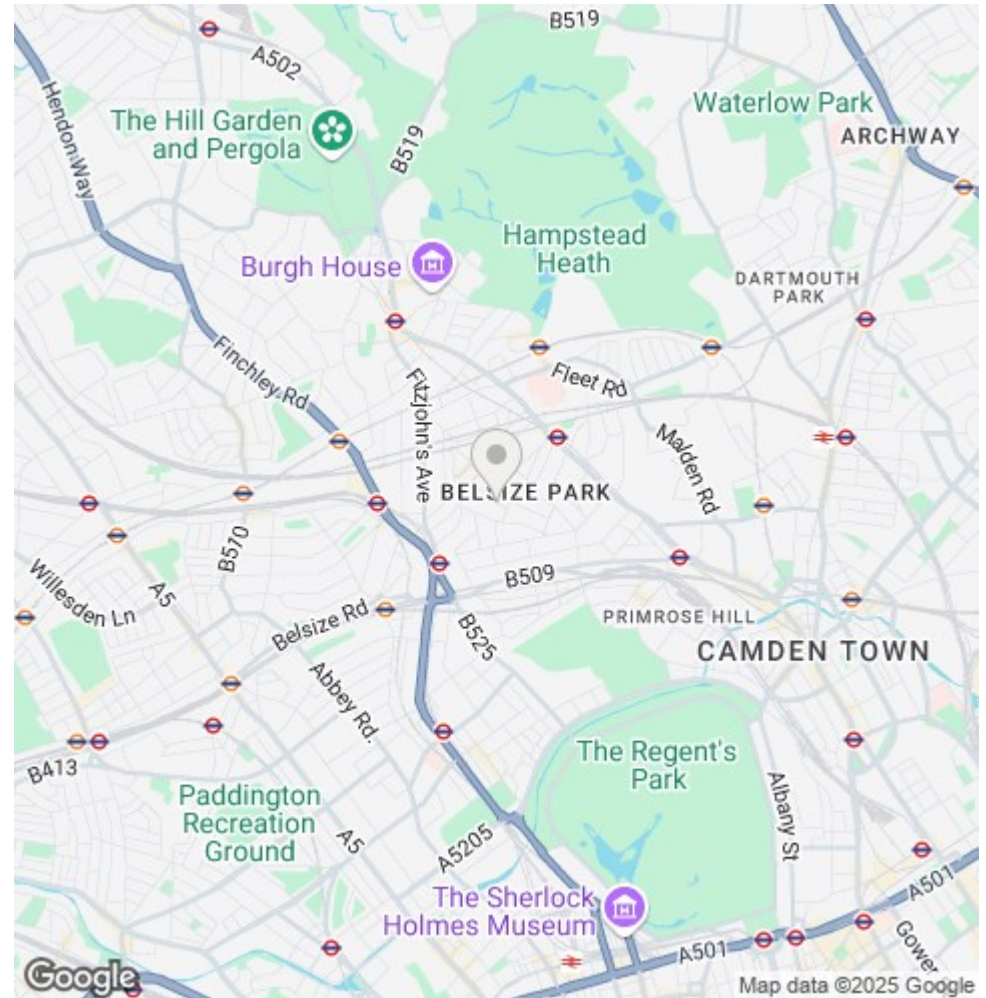 B519
A502
Hendon Way
The Hill Garden
and Pergola
B519
Waterlow Park
ARCHWAY
Hampstead
Heath
Burgh House
DARTMOUTH
PARK
Finchley Rd
Fitzjohn's Ave
Fleet Rd
Malden Rd
BELSIZE PARK
B570
Willesden Ln
A5
B509
Belsize Rd
B525
PRIMROSE HILL
CAMDEN TOWN
Abbey Rd.
The Regent's
Park
B413
Albany St
Paddington
Recreation
Ground
A5
A5205
The Sherlock
Holmes Museum
A501
A501
Gower
Google
Map data ©2025 Google